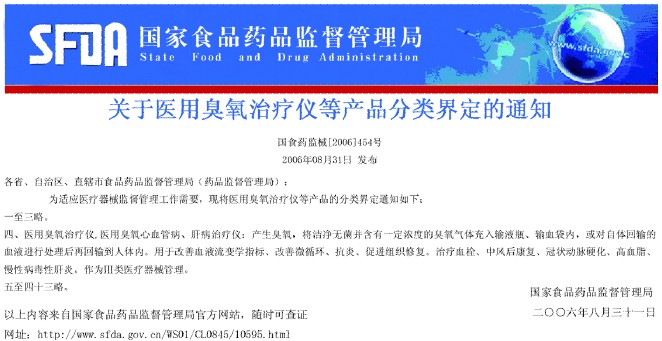 SFDA 国家食品药品监督管理局
State Food and Drug Administration
www.sfda.gov.c
关于医用臭氧治疗仪等产品分类界定的通知
国食药监械[2006]454号
2006年08月31日 发布
各省、自治区、直辖市食品药品监督管理局（药品监督管理局）：
为适应医疗器械监督管理工作需要，现将医用臭氧治疗仪等产品的分类界定通知如下：
一至三略。
四、医用臭氧治疗仪,医用臭氧心血管病、肝病治疗仪：产生臭氧，将洁净无菌并含有一定浓度的臭氧气体充入输液瓶、输血袋内，或对自体回输的
血液进行处理后再回输到人体内。用于改善血液流变学指标、改善微循环、抗炎、促进组织修复。治疗血栓、中风后康复、冠状动脉硬化、高血脂、
慢性病毒性肝炎。作为III类医疗器械管理。
五至四十三略。
国家食品药品监督管理局
以上内容来自国家食品药品监督管理局官方网站，随时可查证
二〇〇六年八月三十一日
网址：http://www.sfda.gov.cn/WS01/CL0845/10595.html